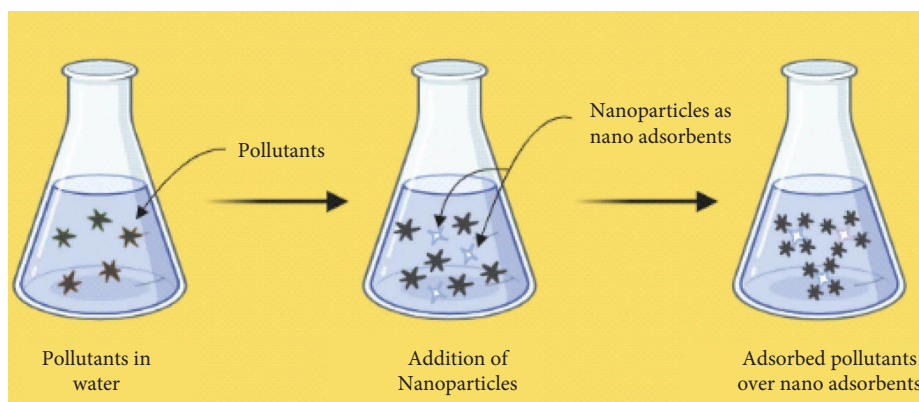 Pollutants
Nanoparticles as
nano adsorbents
Pollutants in
water
Addition of
Nanoparticles
Adsorbed pollutants
over nano adsorbents